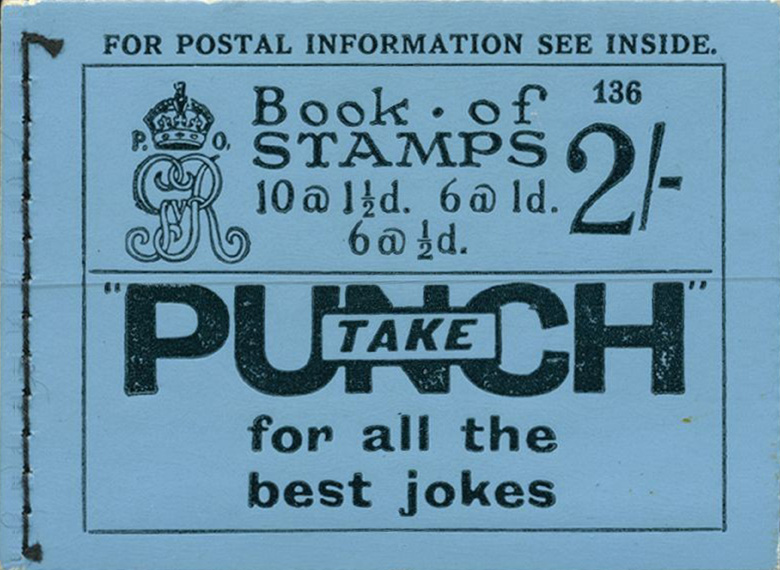 FOR POSTAL INFORMATION SEE INSIDE.
P. O.
GvR
Book · of
STAMPS
10 @ 1½d. 6 @ 1d.
6 @ ½d.
136
2/-
"PUNCH"
TAKE
for all the
best jokes